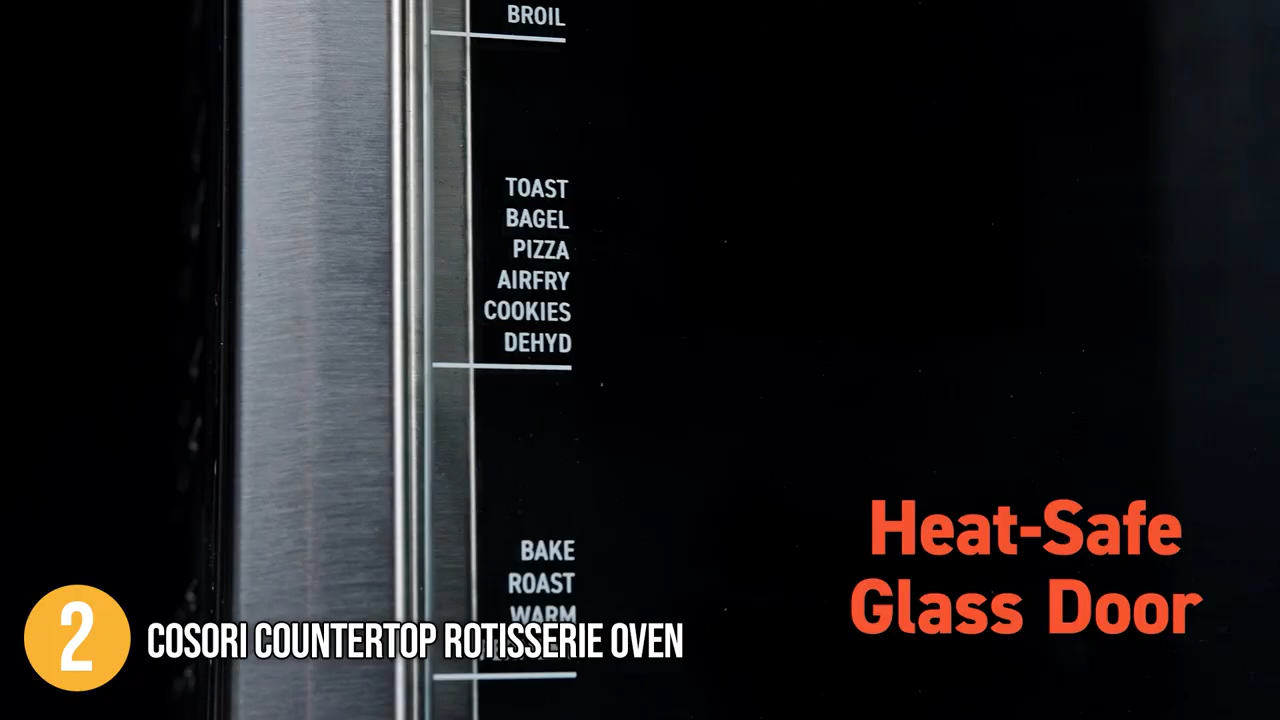 BROIL
TOAST
BAGEL
PIZZA
AIRFRY
COOKIES
DEHYD
BAKE
ROAST
WARM
Heat-Safe
Glass Door
2
COSORI COUNTERTOP ROTISSERIE OVEN